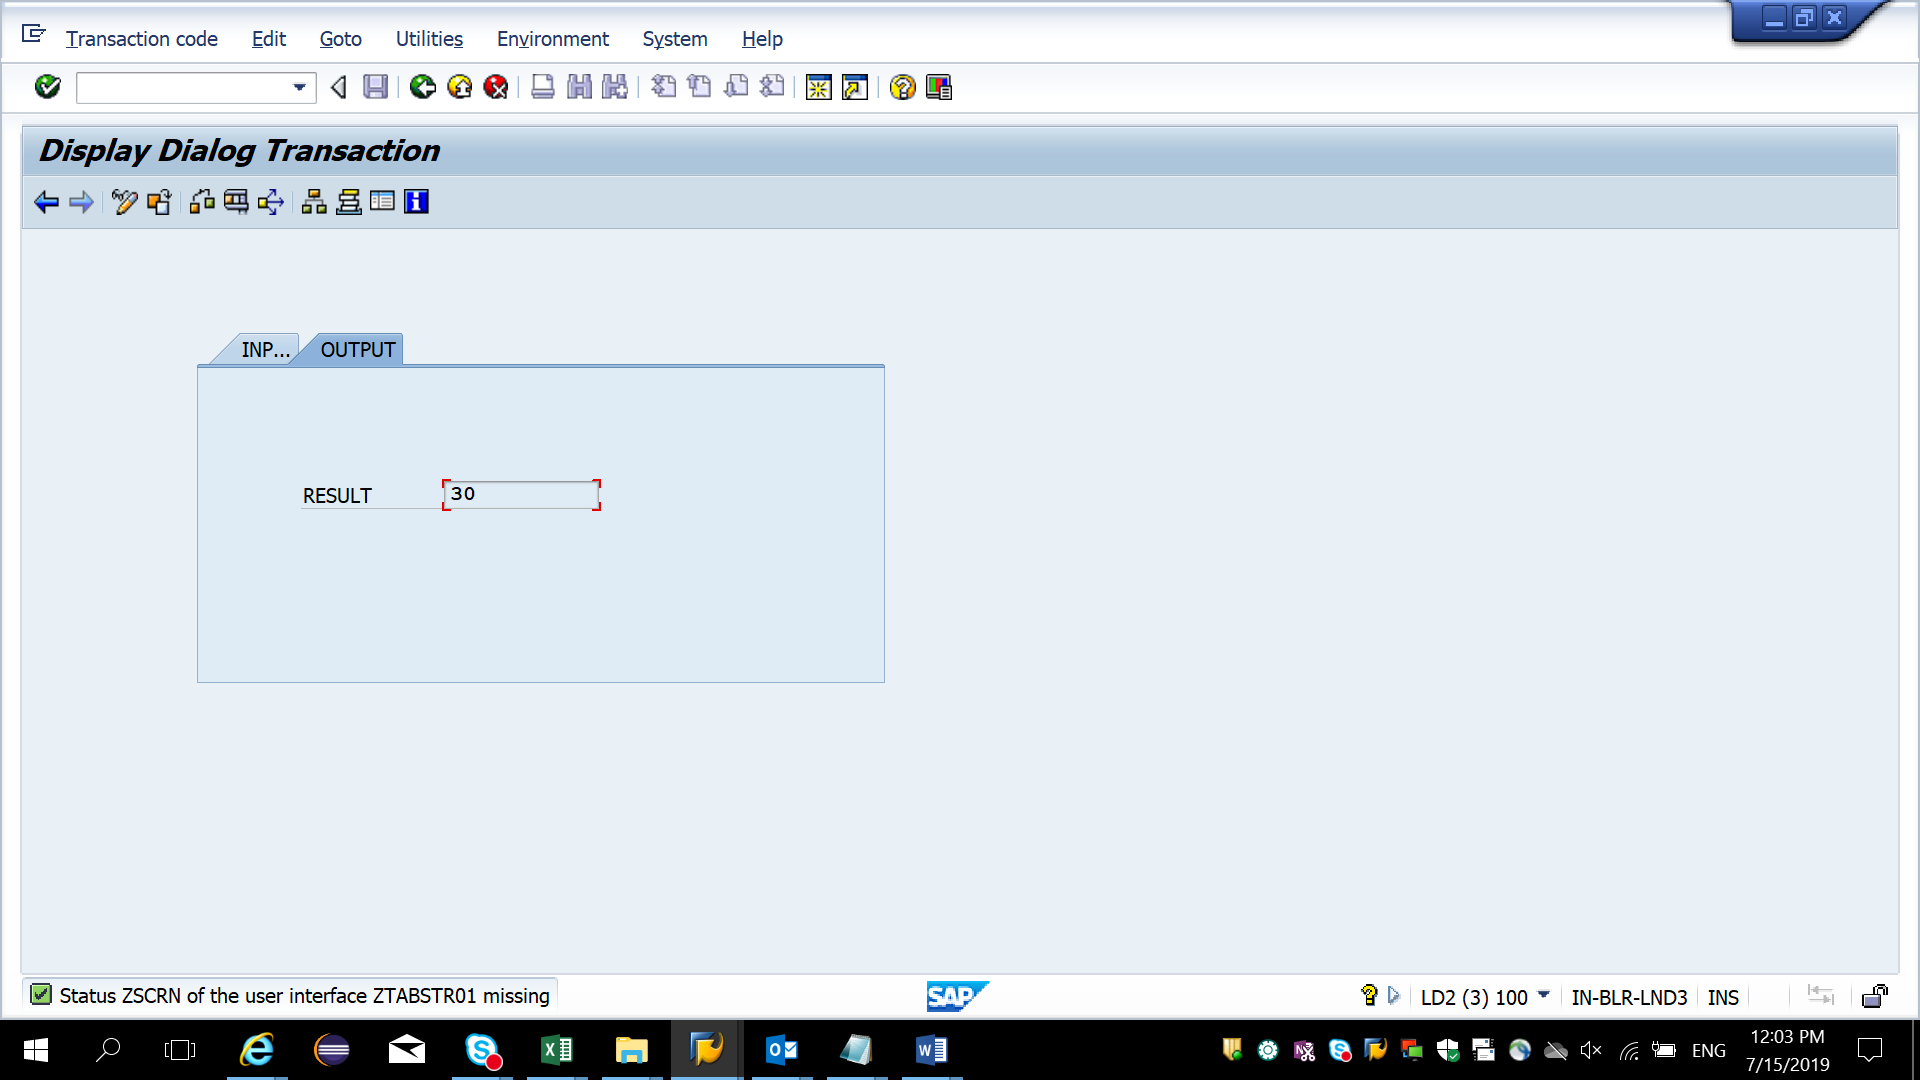 Transaction code Edit Goto Utilities Environment System Help
Display Dialog Transaction
INP... OUTPUT
RESULT 30
Status ZSCRN of the user interface ZTABSTR01 missing
SAP
LD2 (3) 100 IN-BLR-LND3 INS
ENG
12:03 PM
7/15/2019